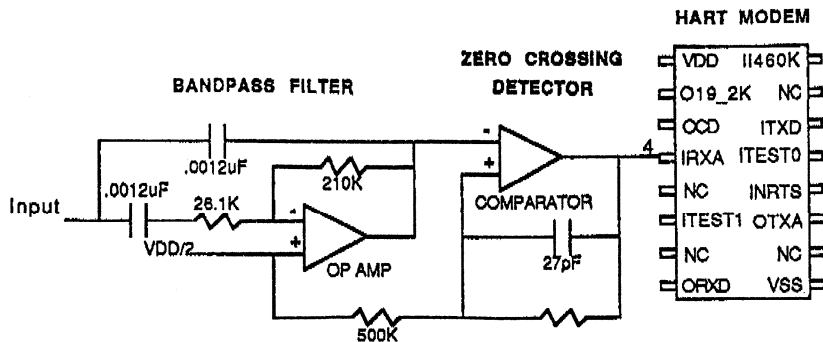 HART MODEM
ZERO CROSSING
DETECTOR
BANDPASS FILTER
VDD II460K
O19_2K NC
OCD ITXD
4
IRXA ITEST0
NC INRTS
ITEST1 OTXA
NC NC
ORXD VSS
.0012uF
.0012uF
210K
26.1K
Input
-
+
-
+
COMPARATOR
VDD/2
OP AMP
27pF
500K